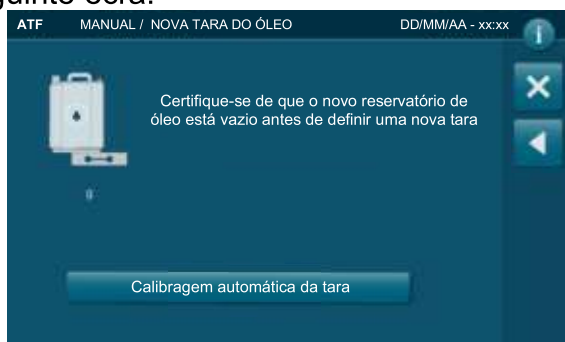 ATF MANUAL / NOVA TARA DO ÓLEO DD/MM/AA - xx:xx
Certifique-se de que o novo reservatório de
óleo está vazio antes de definir uma nova tara
Calibragem automática da tara